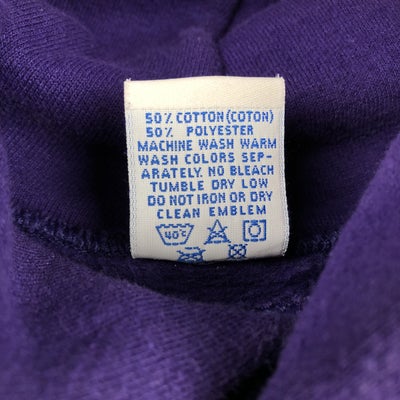 50% COTTON (COTON)
50% POLYESTER
MACHINE WASH WARM
WASH COLORS SEP-
ARATELY. NO BLEACH
TUMBLE DRY LOW
DO NOT IRON OR DRY
CLEAN EMBLEM
40°C